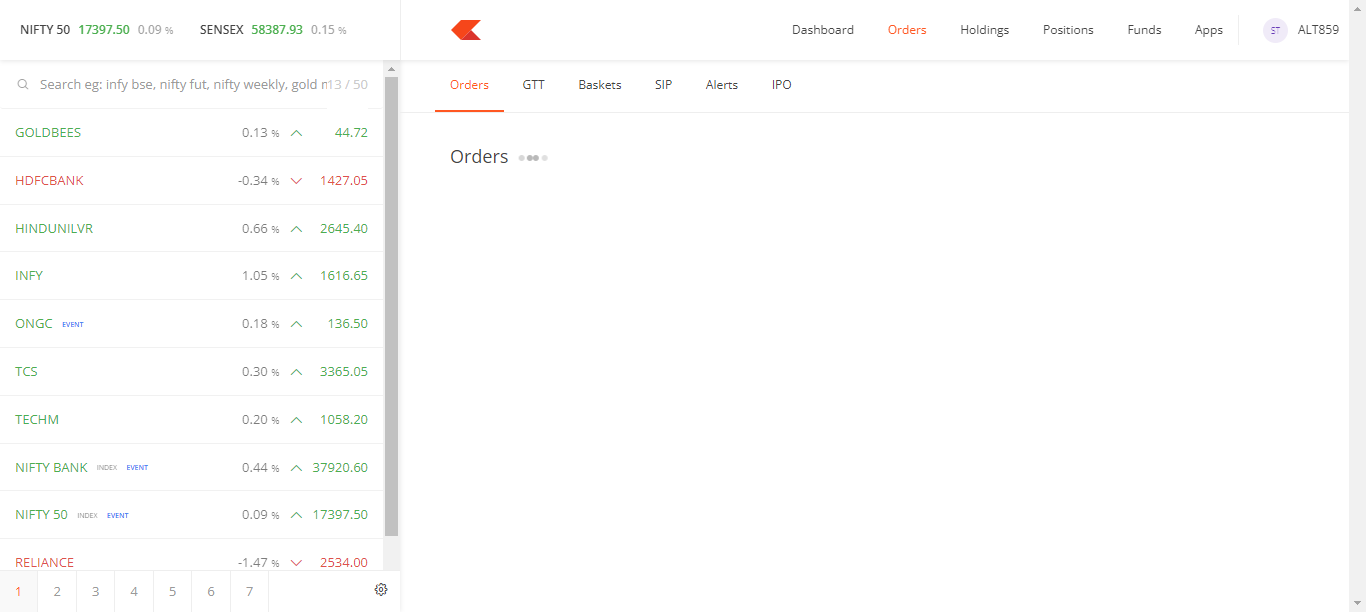 NIFTY 50 17397.50 0.09 % SENSEX 58387.93 0.15 %
Dashboard Orders Holdings Positions Funds Apps ST ALT859
Search eg: infy bse, nifty fut, nifty weekly, gold 13 / 50
Orders GTT Baskets SIP Alerts IPO
Orders
GOLDBEES 0.13 % 44.72
HDFCBANK -0.34 % 1427.05
HINDUNILVR 0.66 % 2645.40
INFY 1.05 % 1616.65
ONGC EVENT 0.18 % 136.50
TCS 0.30 % 3365.05
TECHM 0.20 % 1058.20
NIFTY BANK INDEX EVENT 0.44 % 37920.60
NIFTY 50 INDEX EVENT 0.09 % 17397.50
RELIANCE -1.47 % 2534.00
1 2 3 4 5 6 7